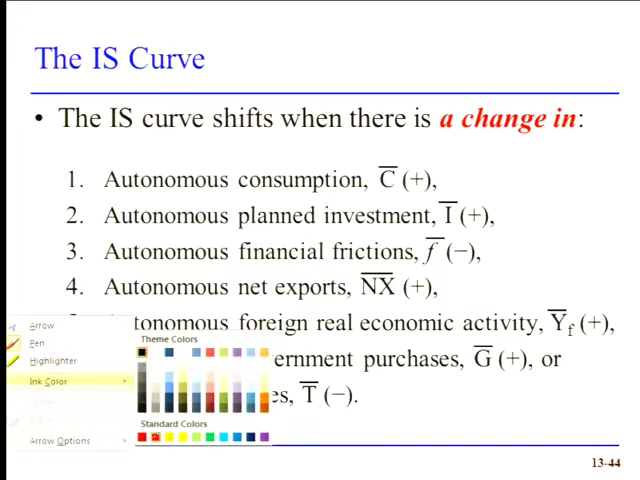 The IS Curve
• The IS curve shifts when there is a change in:
1. Autonomous consumption, C̅ (+),
2. Autonomous planned investment, I̅ (+),
3. Autonomous financial frictions, f̅ (−),
4. Autonomous net exports, N̅X̅ (+),
tonomous foreign real economic activity, Y̅f (+),
ernment purchases, G̅ (+), or
es, T̅ (−).
Arrow
Pen
Highlighter
Ink Color
Arrow Options
Theme Colors
Standard Colors
13-44